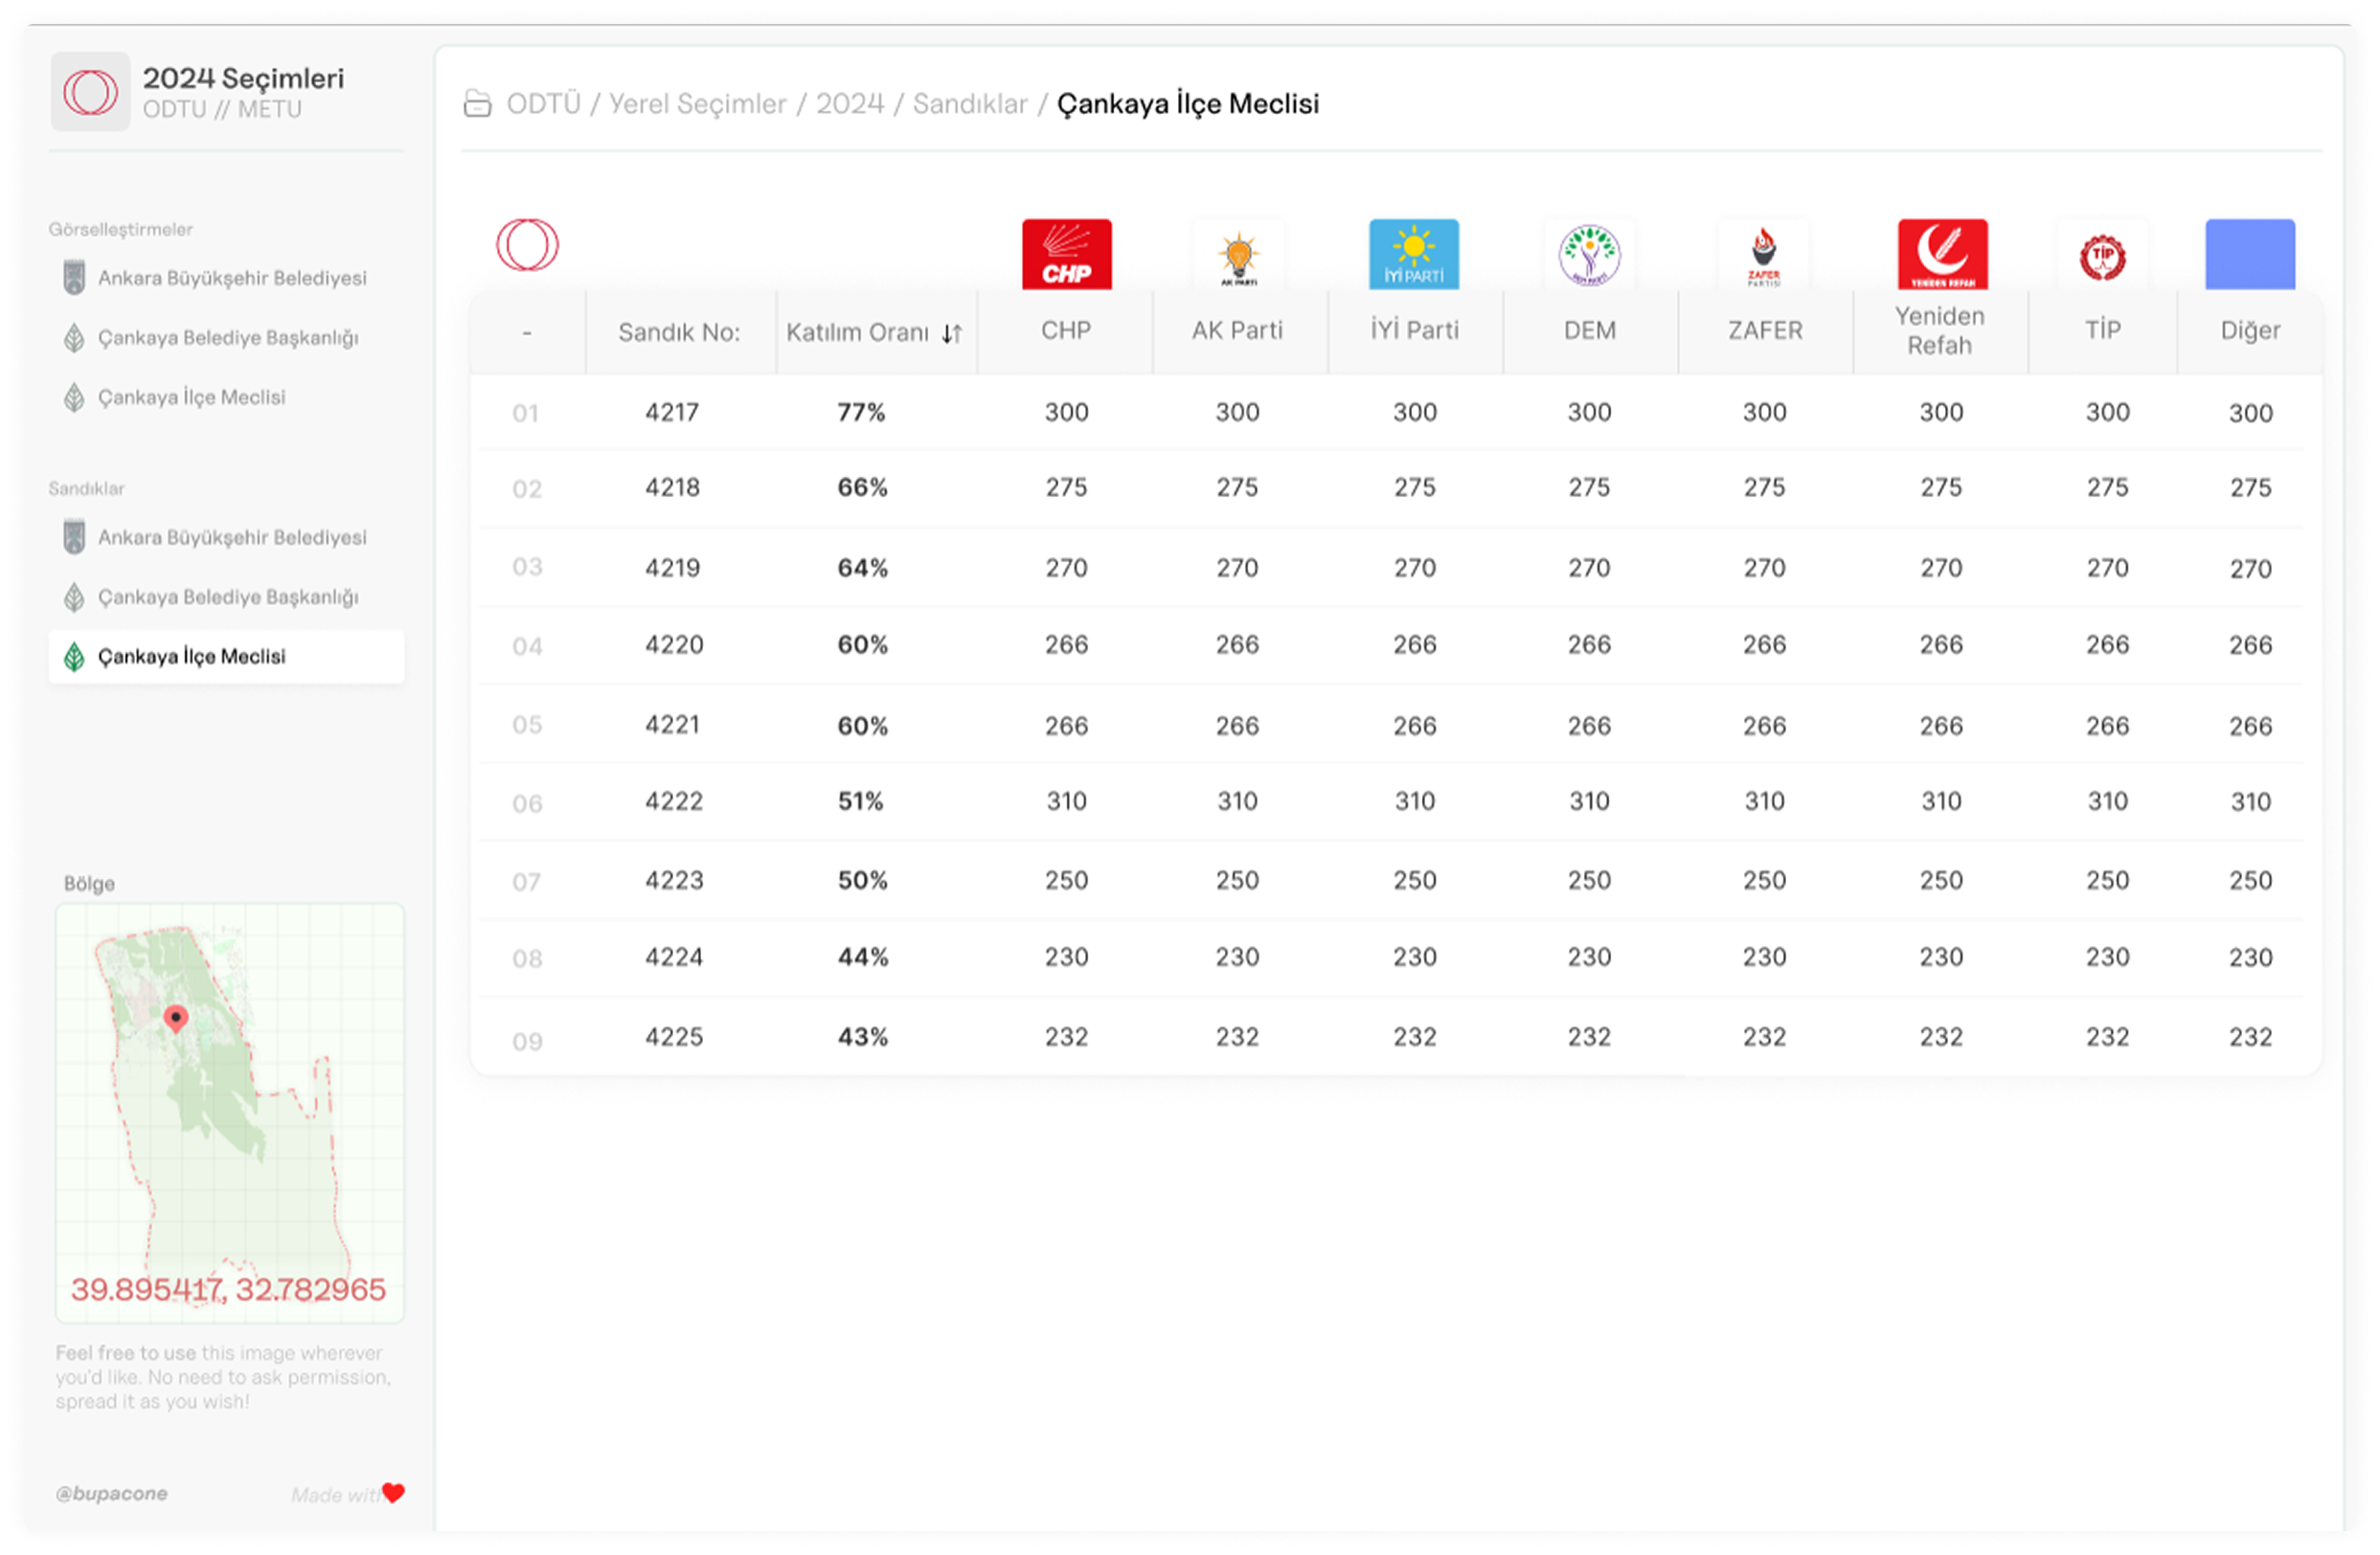 2024 Seçimleri
ODTU // METU
Görselleştirmeler
Ankara Büyükşehir Belediyesi
Çankaya Belediye Başkanlığı
Çankaya İlçe Meclisi
Sandıklar
Ankara Büyükşehir Belediyesi
Çankaya Belediye Başkanlığı
Çankaya İlçe Meclisi
Bölge
39.895417, 32.782965
Feel free to use this image wherever
you'd like. No need to ask permission,
spread it as you wish!
@bupacone Made with
ODTÜ / Yerel Seçimler / 2024 / Sandıklar / Çankaya İlçe Meclisi
CHP AK PARTİ İYİ PARTİ DEM PARTİ ZAFER PARTİSİ YENİDEN REFAH TİP
- Sandık No: Katılım Oranı CHP AK Parti İYİ Parti DEM ZAFER Yeniden Refah TİP Diğer
01 4217 77% 300 300 300 300 300 300 300 300
02 4218 66% 275 275 275 275 275 275 275 275
03 4219 64% 270 270 270 270 270 270 270 270
04 4220 60% 266 266 266 266 266 266 266 266
05 4221 60% 266 266 266 266 266 266 266 266
06 4222 51% 310 310 310 310 310 310 310 310
07 4223 50% 250 250 250 250 250 250 250 250
08 4224 44% 230 230 230 230 230 230 230 230
09 4225 43% 232 232 232 232 232 232 232 232